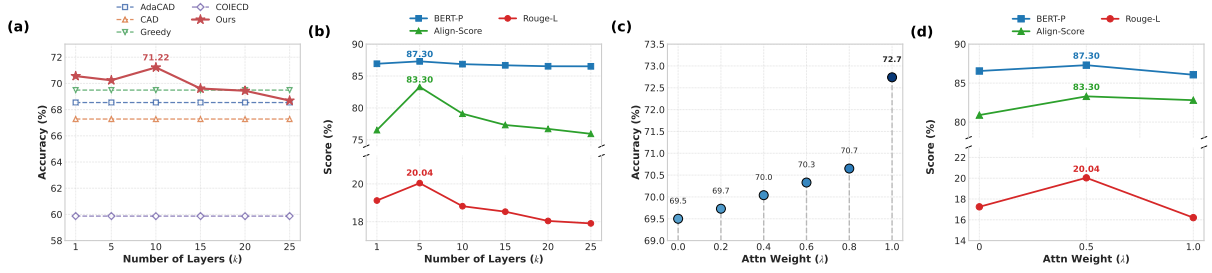 (a)
AdaCAD
CAD
Greedy
COIECD
Ours
Accuracy (%)
72
70
68
66
64
62
60
58
71.22
1
5
10
15
20
25
Number of Layers (k)
(b)
BERT-P
Align-Score
Rouge-L
Score (%)
90
85
80
75
20
18
87.30
83.30
20.04
1
5
10
15
20
25
Number of Layers (k)
(c)
Accuracy (%)
73.5
73.0
72.5
72.0
71.5
71.0
70.5
70.0
69.5
69.0
69.5
69.7
70.0
70.3
70.7
72.7
0.0
0.2
0.4
0.6
0.8
1.0
Attn Weight (λ)
(d)
BERT-P
Align-Score
Rouge-L
Score (%)
90
85
80
22
20
18
16
14
87.30
83.30
20.04
0
0.5
1.0
Attn Weight (λ)